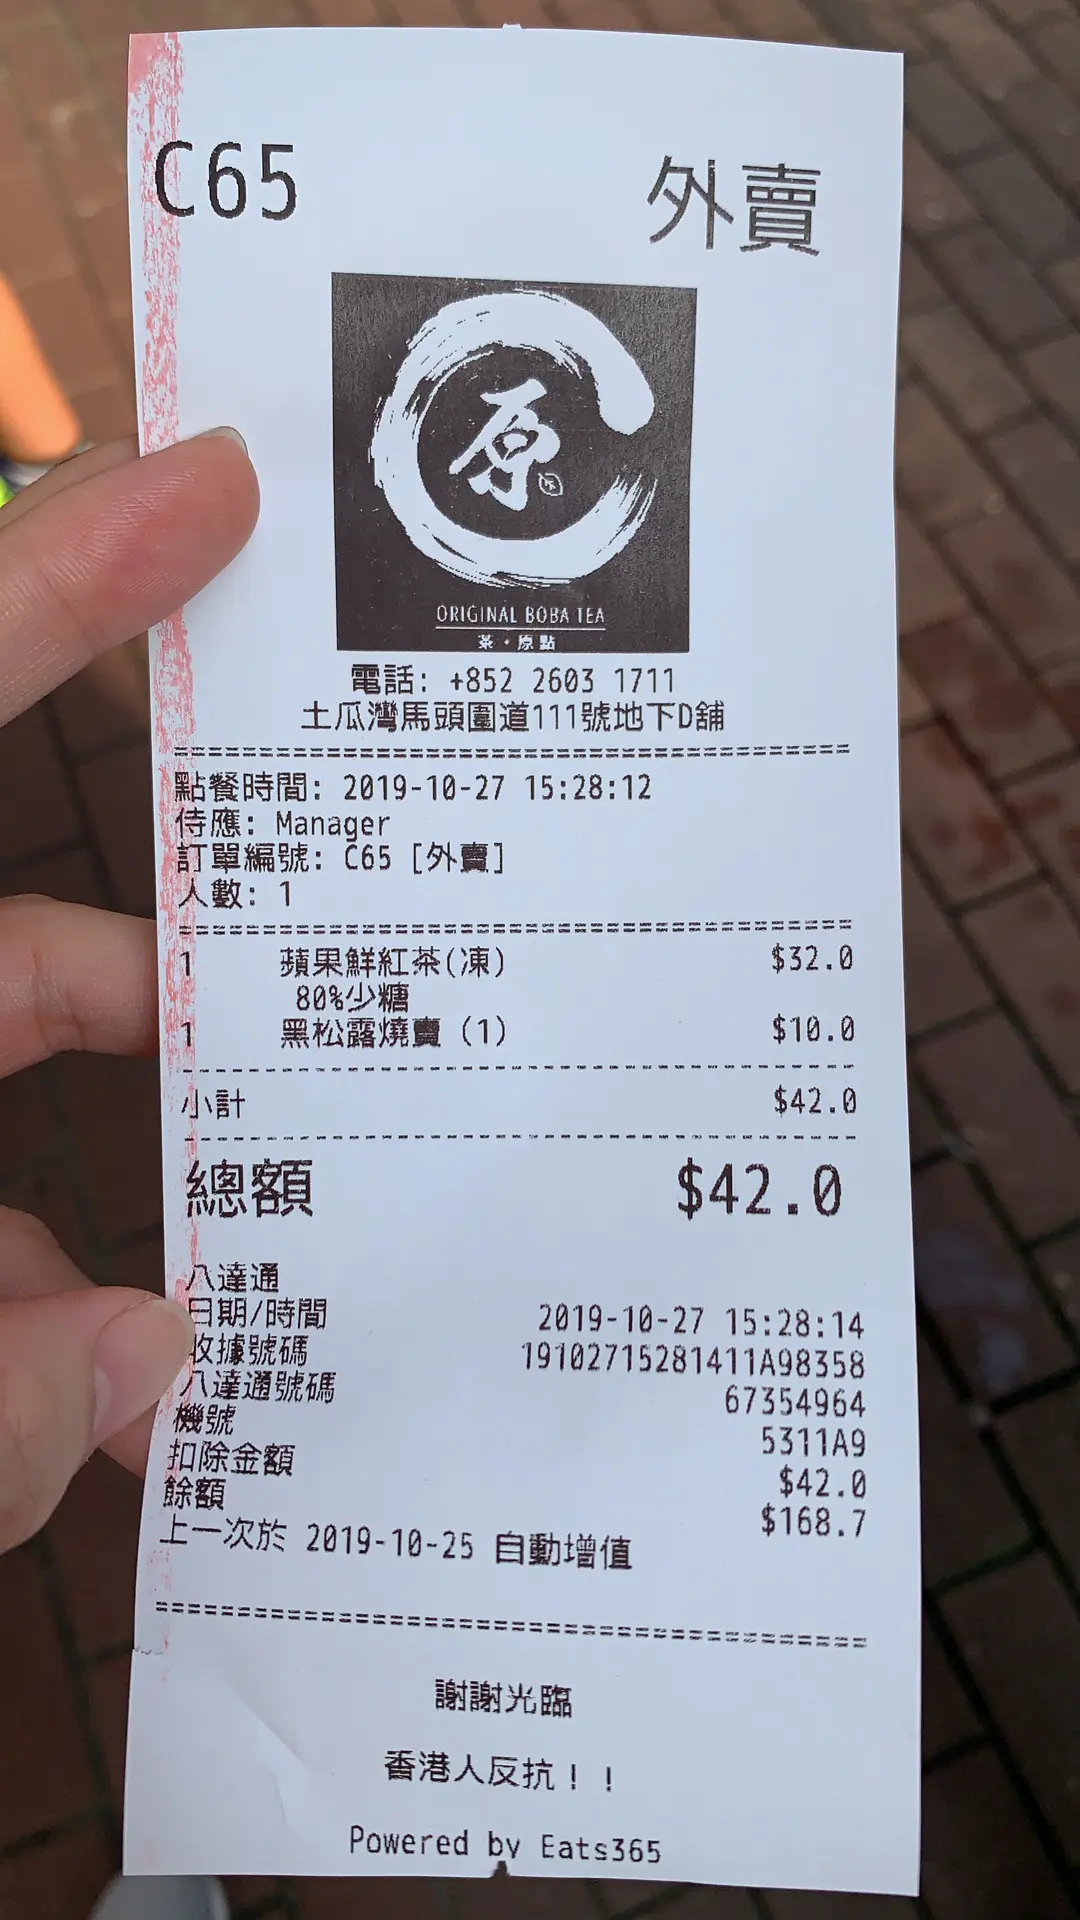 C65 外賣
原
ORIGINAL BOBA TEA
茶·原點
電話: +852 2603 1711
土瓜灣馬頭圍道111號地下D舖
點餐時間: 2019-10-27 15:28:12
侍應: Manager
訂單編號: C65 [外賣]
人數: 1
1 蘋果鮮紅茶(凍) $32.0
80%少糖
1 黑松露燒賣 (1) $10.0
小計 $42.0
總額 $42.0
八達通
日期/時間 2019-10-27 15:28:14
收據號碼 19102715281411A98358
八達通號碼 67354964
機號 5311A9
扣除金額 $42.0
餘額 $168.7
上一次於 2019-10-25 自動增值
謝謝光臨
香港人反抗！！
Powered by Eats365